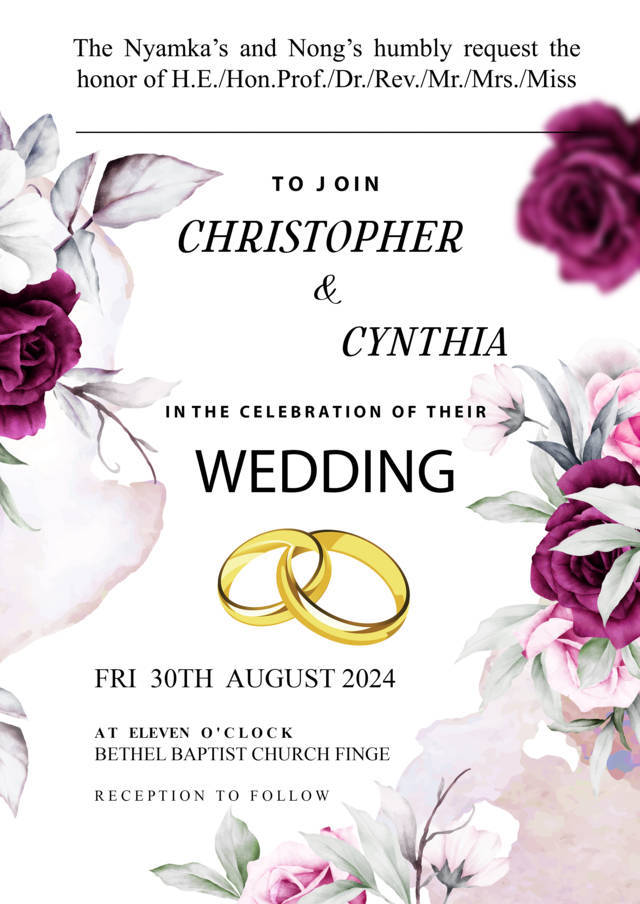 The Nyamka’s and Nong’s humbly request the
honor of H.E./Hon.Prof./Dr./Rev./Mr./Mrs./Miss
TO JOIN
CHRISTOPHER
&
CYNTHIA
IN THE CELEBRATION OF THEIR
WEDDING
FRI 30TH AUGUST 2024
AT ELEVEN O'CLOCK
BETHEL BAPTIST CHURCH FINGE
RECEPTION TO FOLLOW